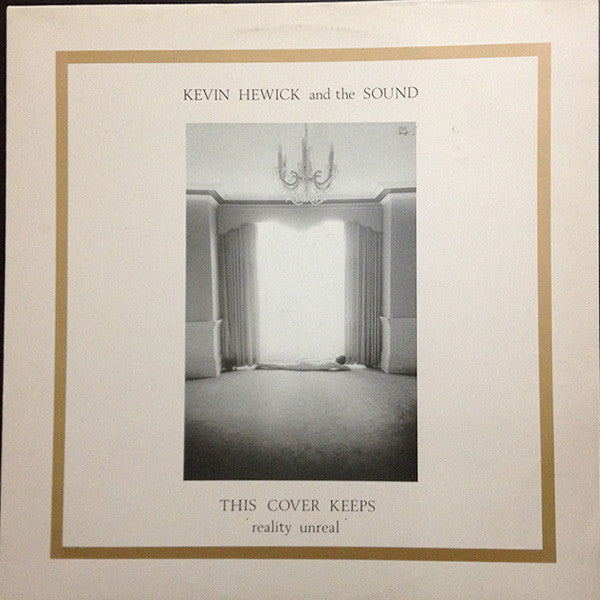 KEVIN HEWICK and the SOUND
THIS COVER KEEPS
'reality unreal'